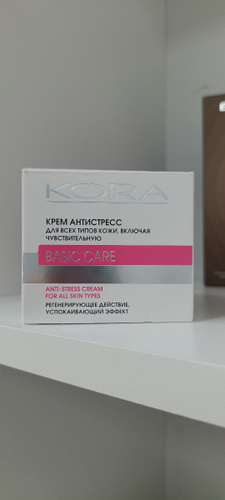 KORA
КРЕМ АНТИСТРЕСС
ДЛЯ ВСЕХ ТИПОВ КОЖИ, ВКЛЮЧАЯ
ЧУВСТВИТЕЛЬНУЮ
BASIC CARE
ANTI-STRESS CREAM
FOR ALL SKIN TYPES
РЕГЕНЕРИРУЮЩЕЕ ДЕЙСТВИЕ,
УСПОКАИВАЮЩИЙ ЭФФЕКТ